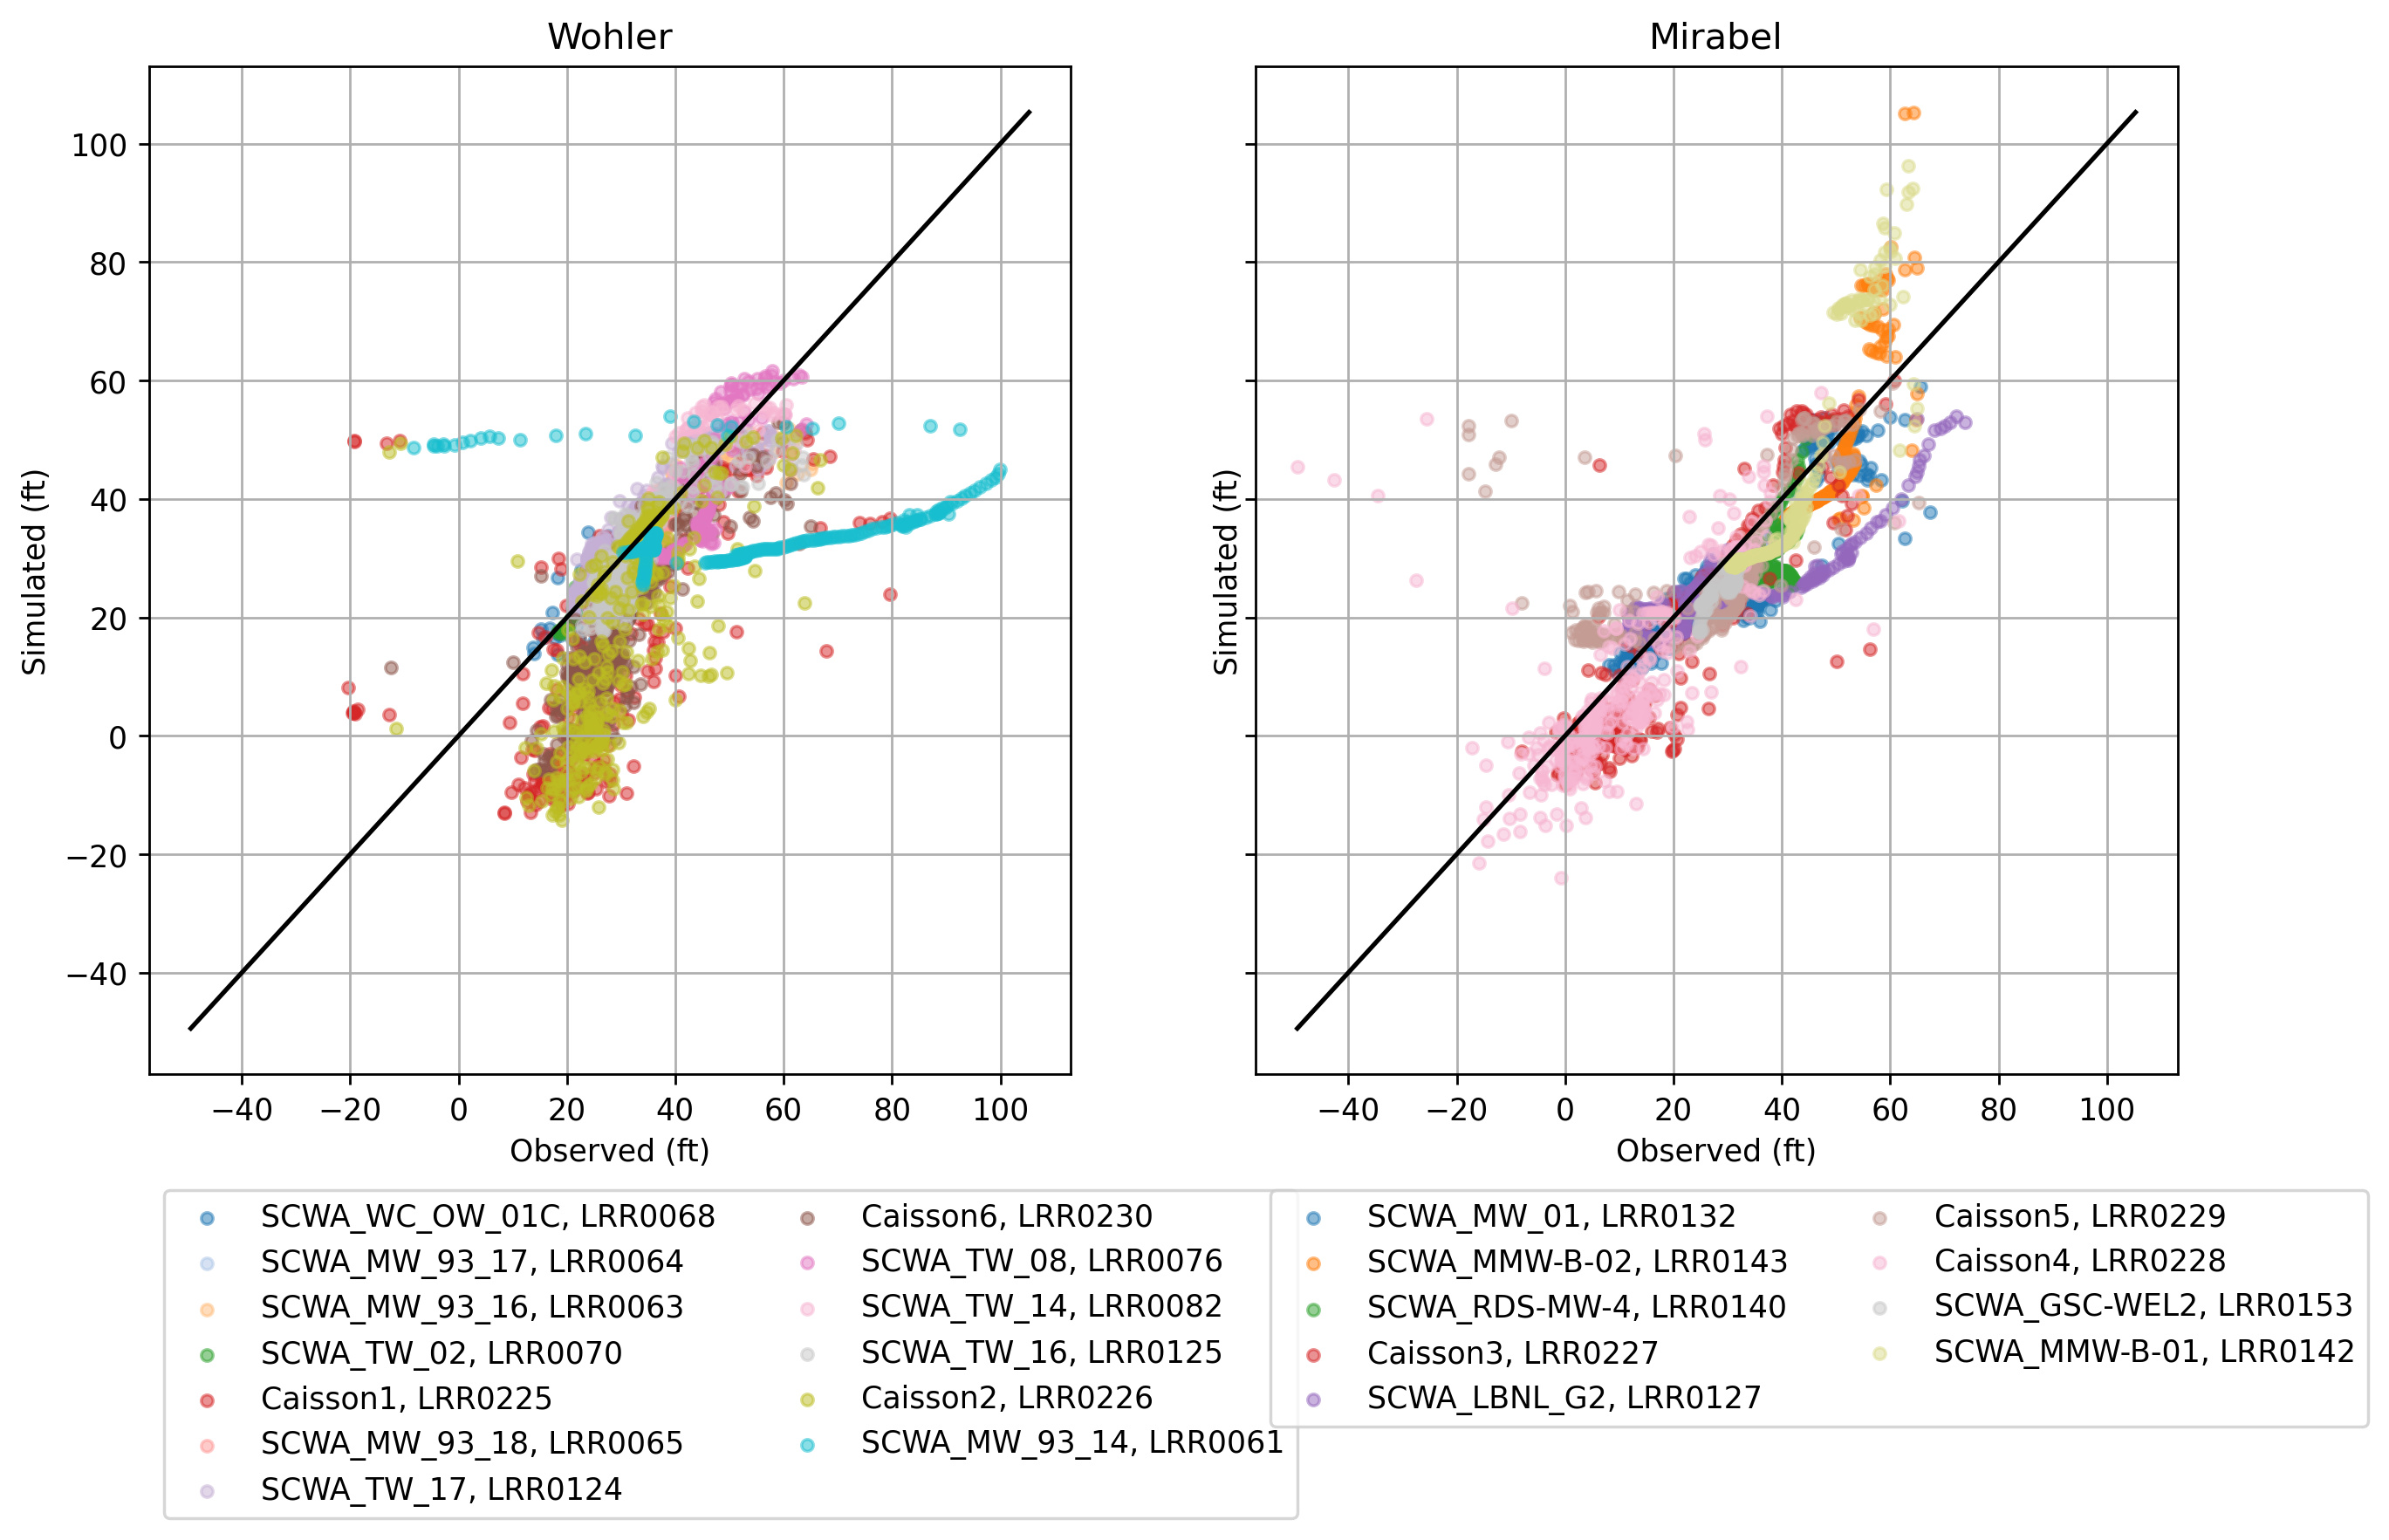 Wohler
Mirabel
100
80
60
40
20
0
−20
−40
Simulated (ft)
Simulated (ft)
−40 −20 0 20 40 60 80 100
−40 −20 0 20 40 60 80 100
Observed (ft)
Observed (ft)
SCWA_WC_OW_01C, LRR0068
SCWA_MW_93_17, LRR0064
SCWA_MW_93_16, LRR0063
SCWA_TW_02, LRR0070
Caisson1, LRR0225
SCWA_MW_93_18, LRR0065
SCWA_TW_17, LRR0124
Caisson6, LRR0230
SCWA_TW_08, LRR0076
SCWA_TW_14, LRR0082
SCWA_TW_16, LRR0125
Caisson2, LRR0226
SCWA_MW_93_14, LRR0061
SCWA_MW_01, LRR0132
SCWA_MMW-B-02, LRR0143
SCWA_RDS-MW-4, LRR0140
Caisson3, LRR0227
SCWA_LBNL_G2, LRR0127
Caisson5, LRR0229
Caisson4, LRR0228
SCWA_GSC-WEL2, LRR0153
SCWA_MMW-B-01, LRR0142